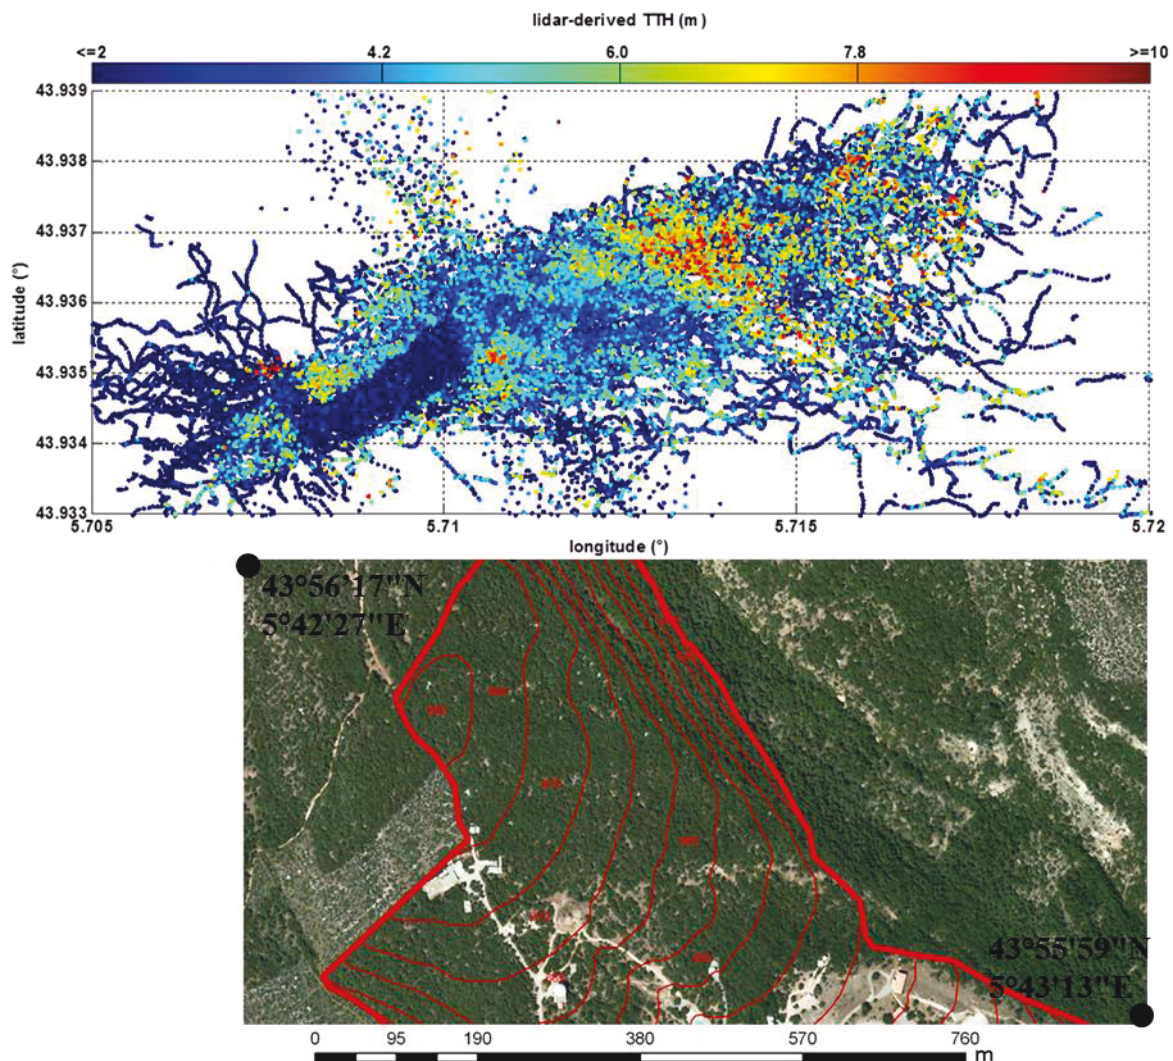 lidar-derived TTH (m)
<=2 4.2 6.0 7.8 >=10
43.939
43.938
43.937
43.936
43.935
43.934
43.933
latitude (°)
5.705 5.71 5.715 5.72
longitude (°)
43°56'17"N
5°42'27"E
43°55'59"N
5°43'13"E
0 95 190 380 570 760
m